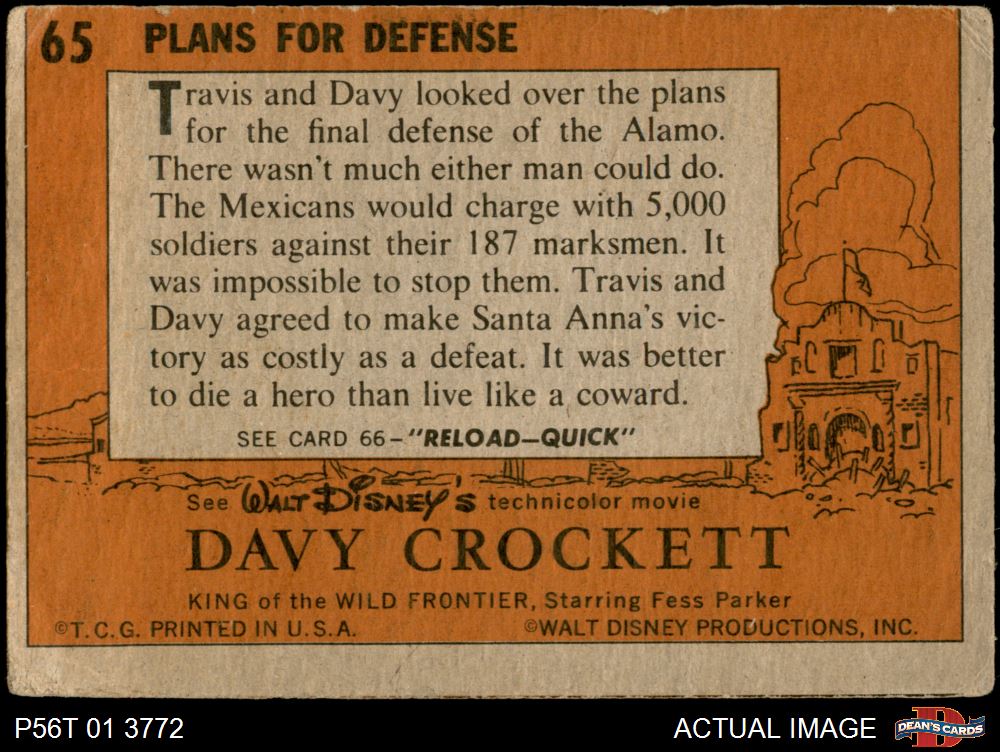 65 PLANS FOR DEFENSE
Travis and Davy looked over the plans
for the final defense of the Alamo.
There wasn't much either man could do.
The Mexicans would charge with 5,000
soldiers against their 187 marksmen. It
was impossible to stop them. Travis and
Davy agreed to make Santa Anna's vic-
tory as costly as a defeat. It was better
to die a hero than live like a coward.
SEE CARD 66–"RELOAD–QUICK"
See WALT DISNEY'S technicolor movie
DAVY CROCKETT
KING of the WILD FRONTIER, Starring Fess Parker
©T.C.G. PRINTED IN U.S.A. ©WALT DISNEY PRODUCTIONS, INC.
P56T 01 3772 ACTUAL IMAGE D DEAN'S CARDS